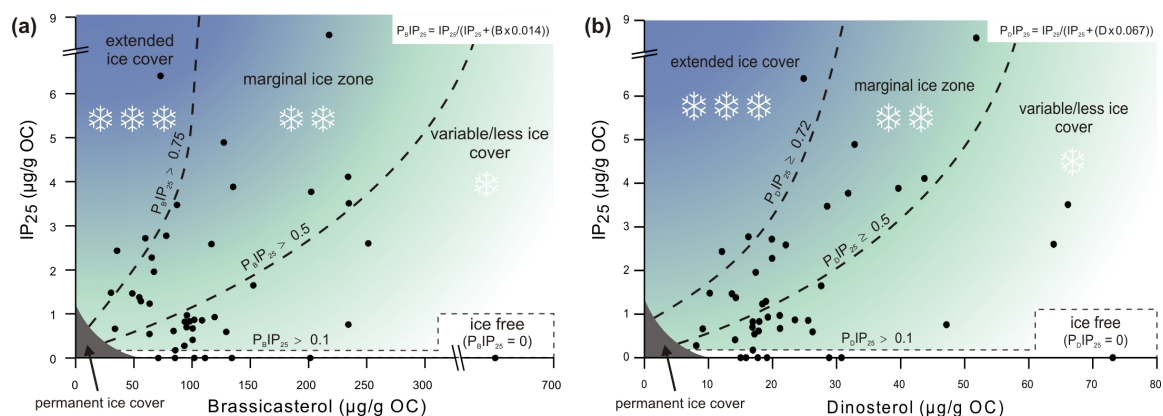 (a)
9
6
5
4
3
2
1
0
IP25 (µg/g OC)
PBIP25 = IP25/(IP25 +(Bx0.014))
extended
ice cover
marginal ice zone
variable/less ice
cover
PBIP25 > 0.75
PBIP25 > 0.5
PBIP25 > 0.1
ice free
(PBIP25 = 0)
0 50 100 150 200 250 300 700
permanent ice cover
Brassicasterol (µg/g OC)
(b)
9
6
5
4
3
2
1
0
IP25 (µg/g OC)
PDIP25 = IP25/(IP25 +(Dx0.067))
extended ice cover
marginal ice zone
variable/less ice
cover
PDIP25 ≥ 0.72
PDIP25 > 0.5
PDIP25 > 0.1
ice free
(PDIP25 = 0)
0 10 20 30 40 50 60 70 80
permanent ice cover
Dinosterol (µg/g OC)